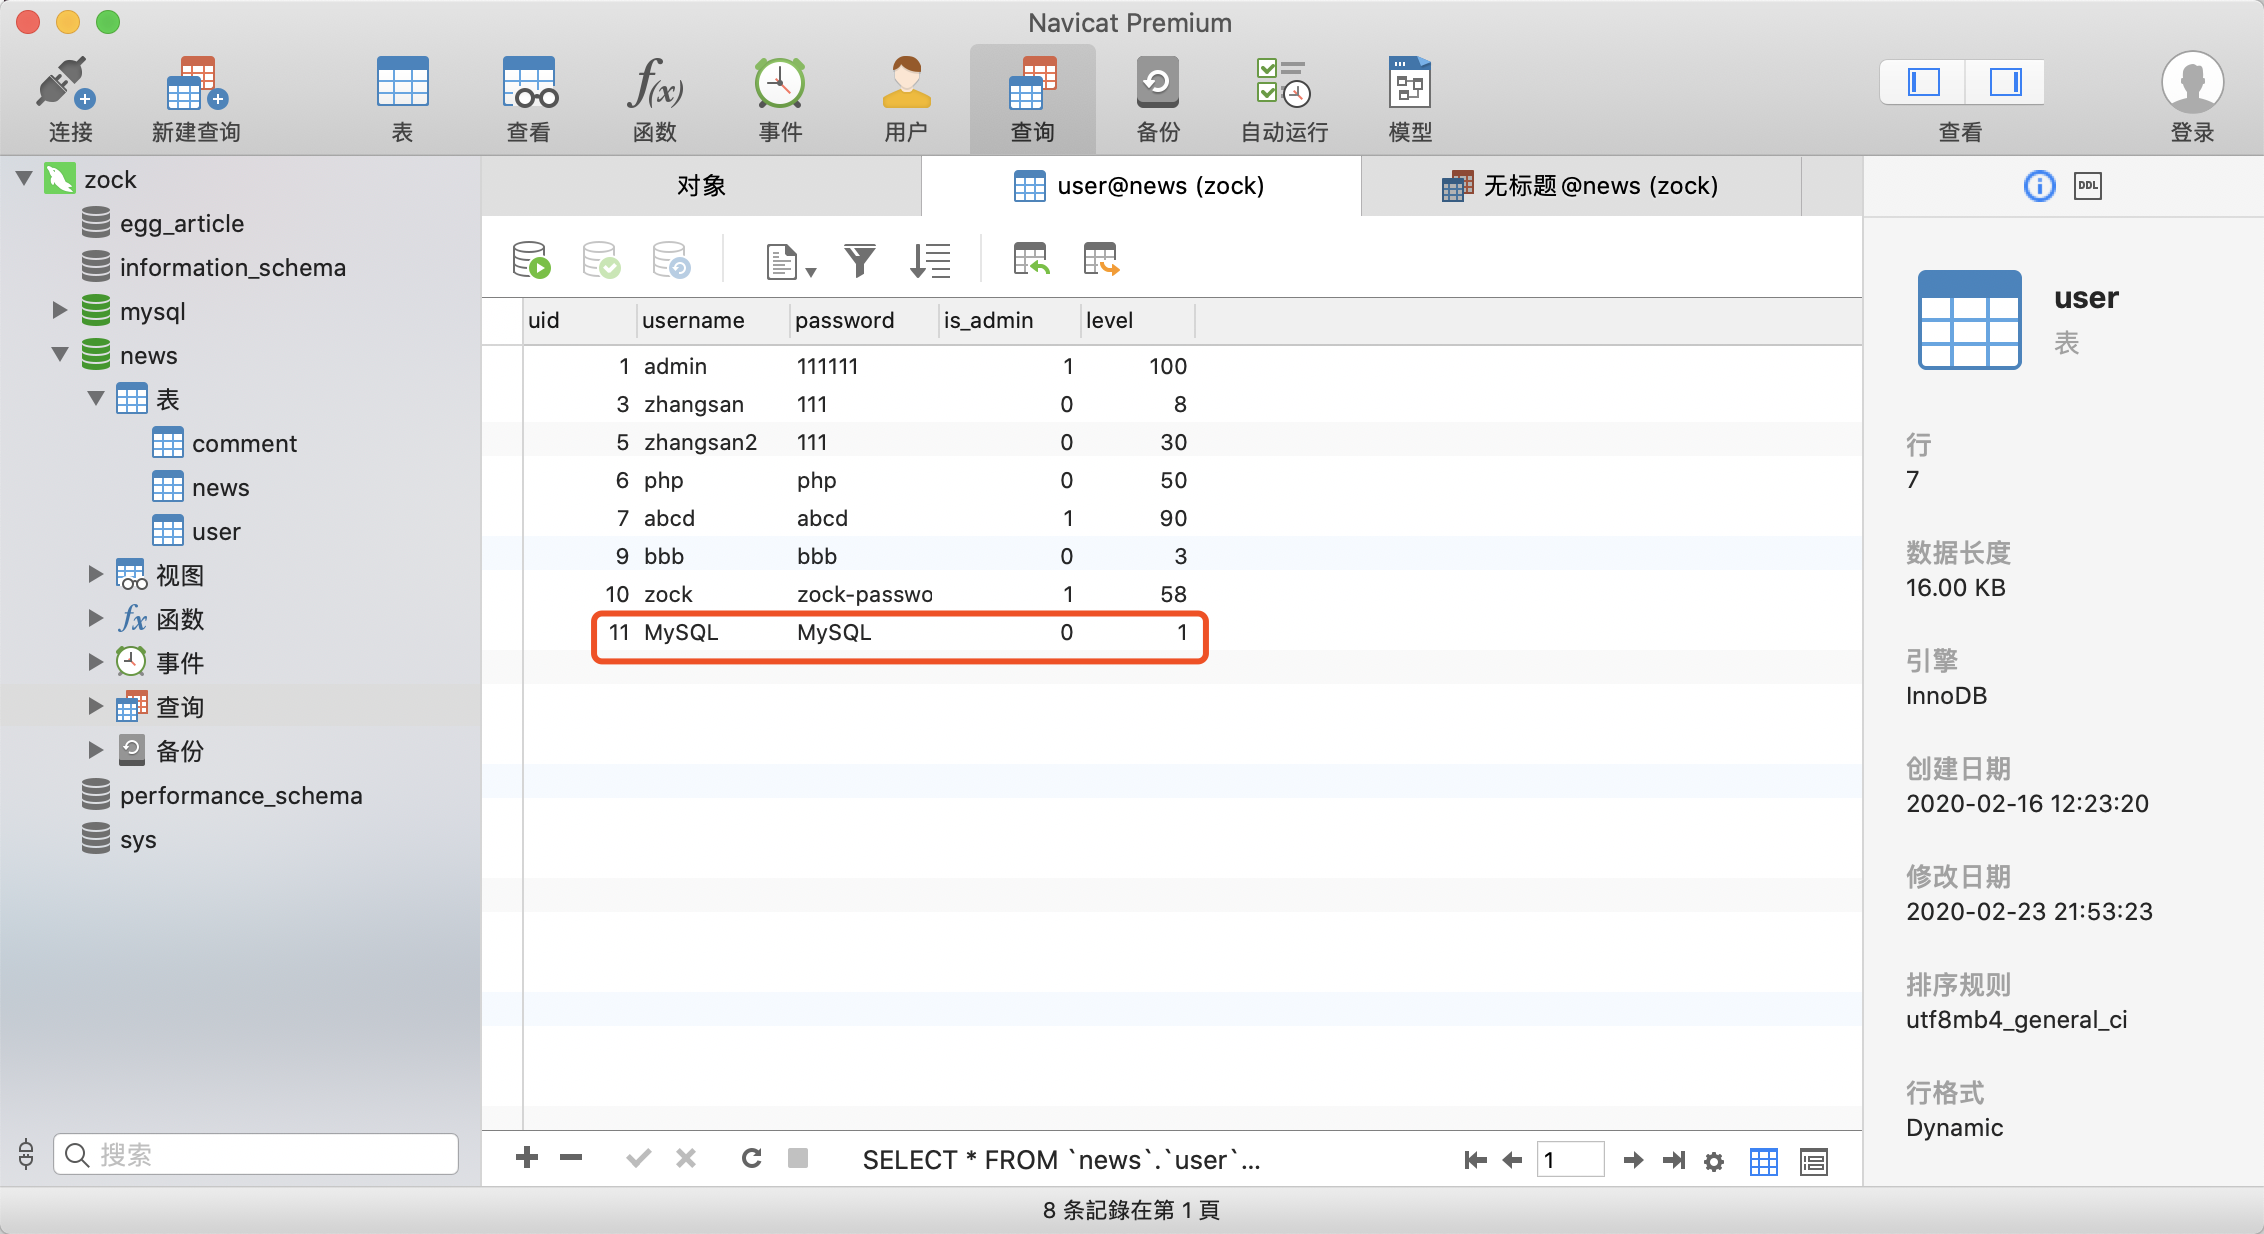 Navicat Premium
连接
新建查询
表
查看
函数
事件
用户
查询
备份
自动运行
模型
查看
登录
zock
egg_article
information_schema
mysql
news
表
comment
news
user
视图
fx 函数
事件
查询
备份
performance_schema
sys
搜索
对象
user@news (zock)
无标题@news (zock)
uid username password is_admin level
1 admin 111111 1 100
3 zhangsan 111 0 8
5 zhangsan2 111 0 30
6 php php 0 50
7 abcd abcd 1 90
9 bbb bbb 0 3
10 zock zock-passwo 1 58
11 MySQL MySQL 0 1
SELECT * FROM `news`.`user`...
1
8 条記錄在第 1 頁
DDL
user
表
行
7
数据长度
16.00 KB
引擎
InnoDB
创建日期
2020-02-16 12:23:20
修改日期
2020-02-23 21:53:23
排序规则
utf8mb4_general_ci
行格式
Dynamic